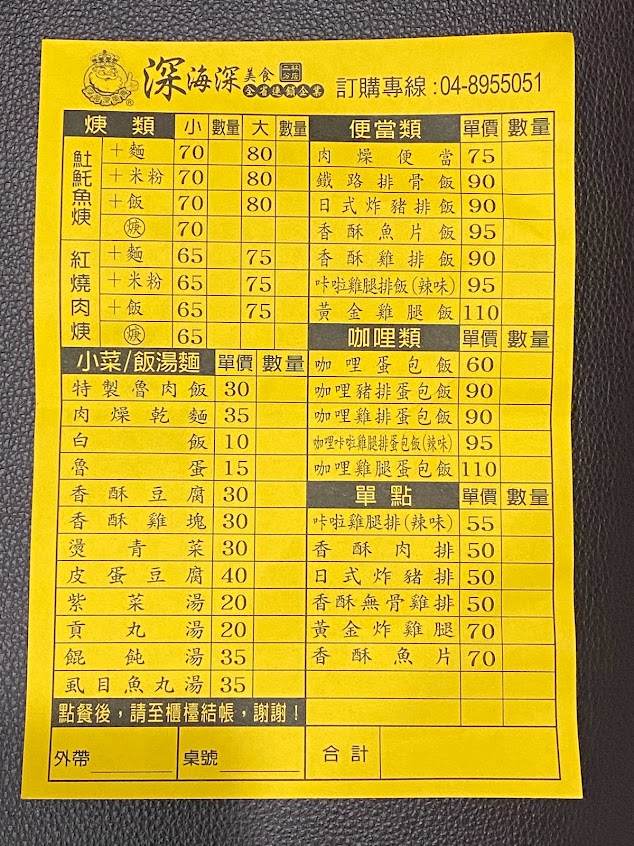 深海深美食 二林分店 全省連鎖企業 訂購專線:04-8955051
焿類 小 數量 大 數量
𩵚魠魚焿
+麵 70 80
+米粉 70 80
+飯 70 80
焿 70
紅燒肉焿
+麵 65 75
+米粉 65 75
+飯 65 75
焿 65
小菜/飯湯麵 單價 數量
特製魯肉飯 30
肉燥乾麵 35
白飯 10
魯蛋 15
香酥豆腐 30
香酥雞塊 30
燙青菜 30
皮蛋豆腐 40
紫菜湯 20
貢丸湯 20
餛飩湯 35
虱目魚丸湯 35
點餐後,請至櫃檯結帳,謝謝!
外帶 桌號
便當類 單價 數量
肉燥便當 75
鐵路排骨飯 90
日式炸豬排飯 90
香酥魚片飯 95
香酥雞排飯 90
咔啦雞腿排飯(辣味) 95
黃金雞腿飯 110
咖哩類 單價 數量
咖哩蛋包飯 60
咖哩豬排蛋包飯 90
咖哩雞排蛋包飯 90
咖哩咔啦雞腿排蛋包飯(辣味) 95
咖哩雞腿蛋包飯 110
單點 單價 數量
咔啦雞腿排(辣味) 55
香酥肉排 50
日式炸豬排 50
香酥無骨雞排 50
黃金炸雞腿 70
香酥魚片 70
合計